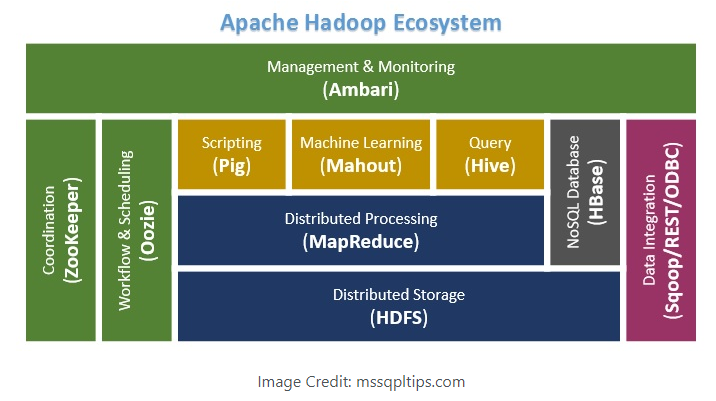 Apache Hadoop Ecosystem
Management & Monitoring
(Ambari)
Coordination
(ZooKeeper)
Workflow & Scheduling
(Oozie)
Scripting
(Pig)
Machine Learning
(Mahout)
Query
(Hive)
Distributed Processing
(MapReduce)
NoSQL Database
(HBase)
Distributed Storage
(HDFS)
Data Integration
(Sqoop/REST/ODBC)
Image Credit: mssqpltips.com